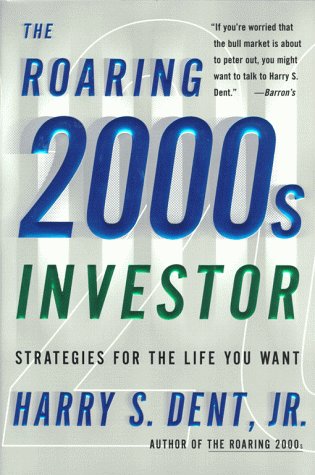 THE
ROARING
"If you're worried that
the bull market is about
to peter out, you might
want to talk to Harry S.
Dent." —Barron's
2000s
INVESTOR
STRATEGIES FOR THE LIFE YOU WANT
HARRY S. DENT, JR.
AUTHOR OF THE ROARING 2000s